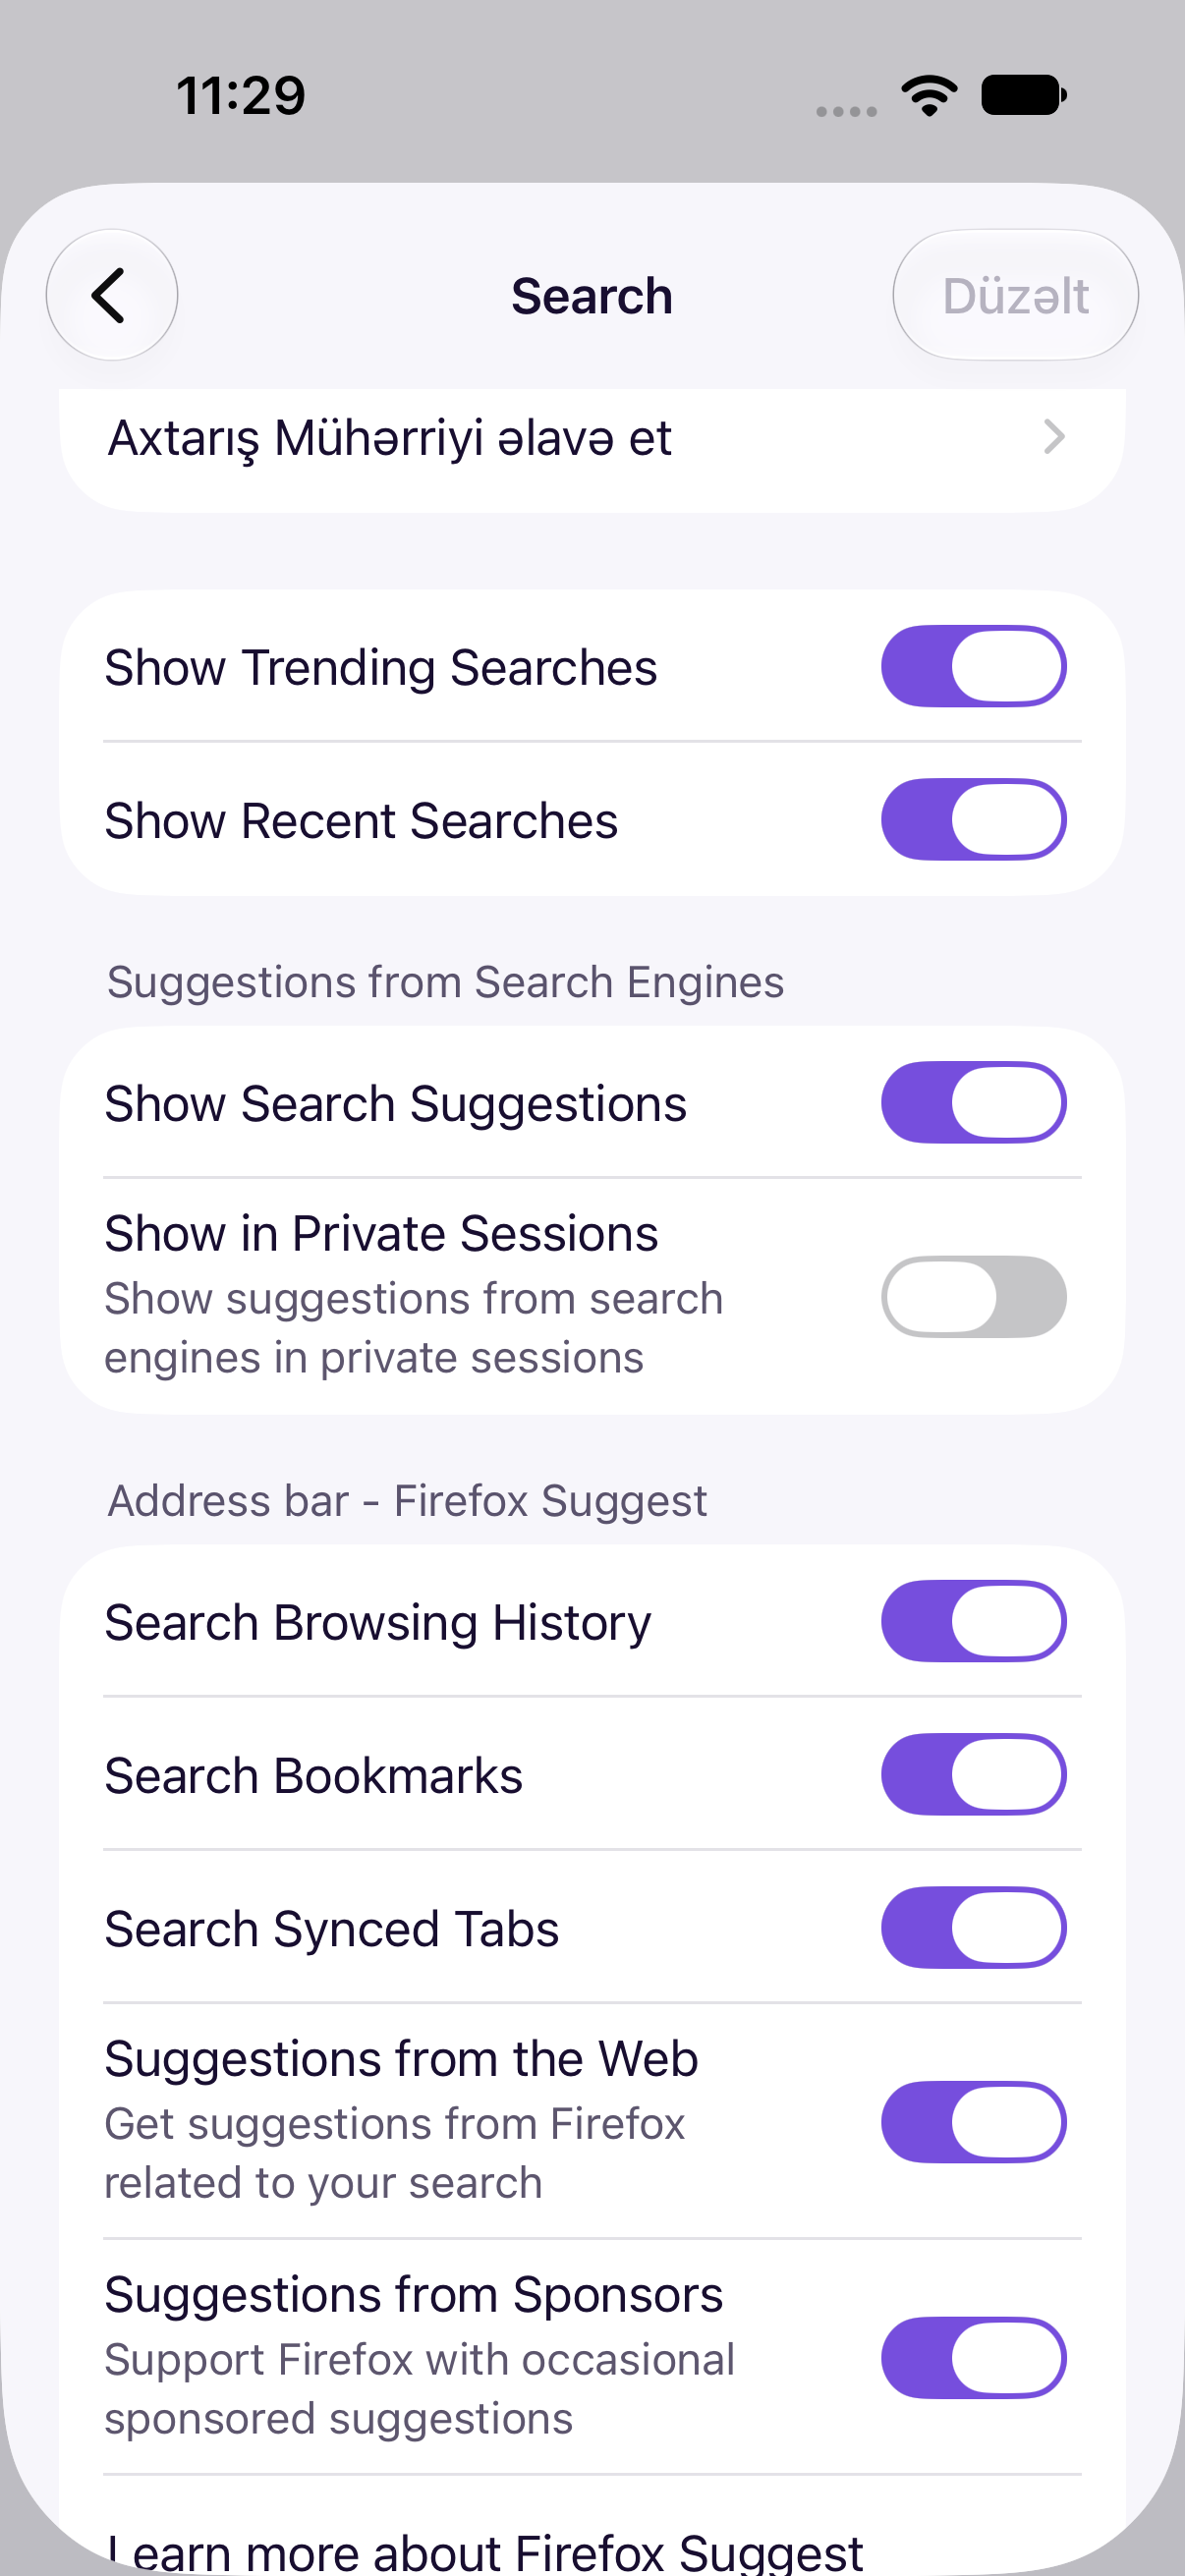 11:29
Search
Düzəlt
Axtarış Mühərriyi əlavə et
Show Trending Searches
Show Recent Searches
Suggestions from Search Engines
Show Search Suggestions
Show in Private Sessions
Show suggestions from search
engines in private sessions
Address bar - Firefox Suggest
Search Browsing History
Search Bookmarks
Search Synced Tabs
Suggestions from the Web
Get suggestions from Firefox
related to your search
Suggestions from Sponsors
Support Firefox with occasional
sponsored suggestions
Learn more about Firefox Suggest